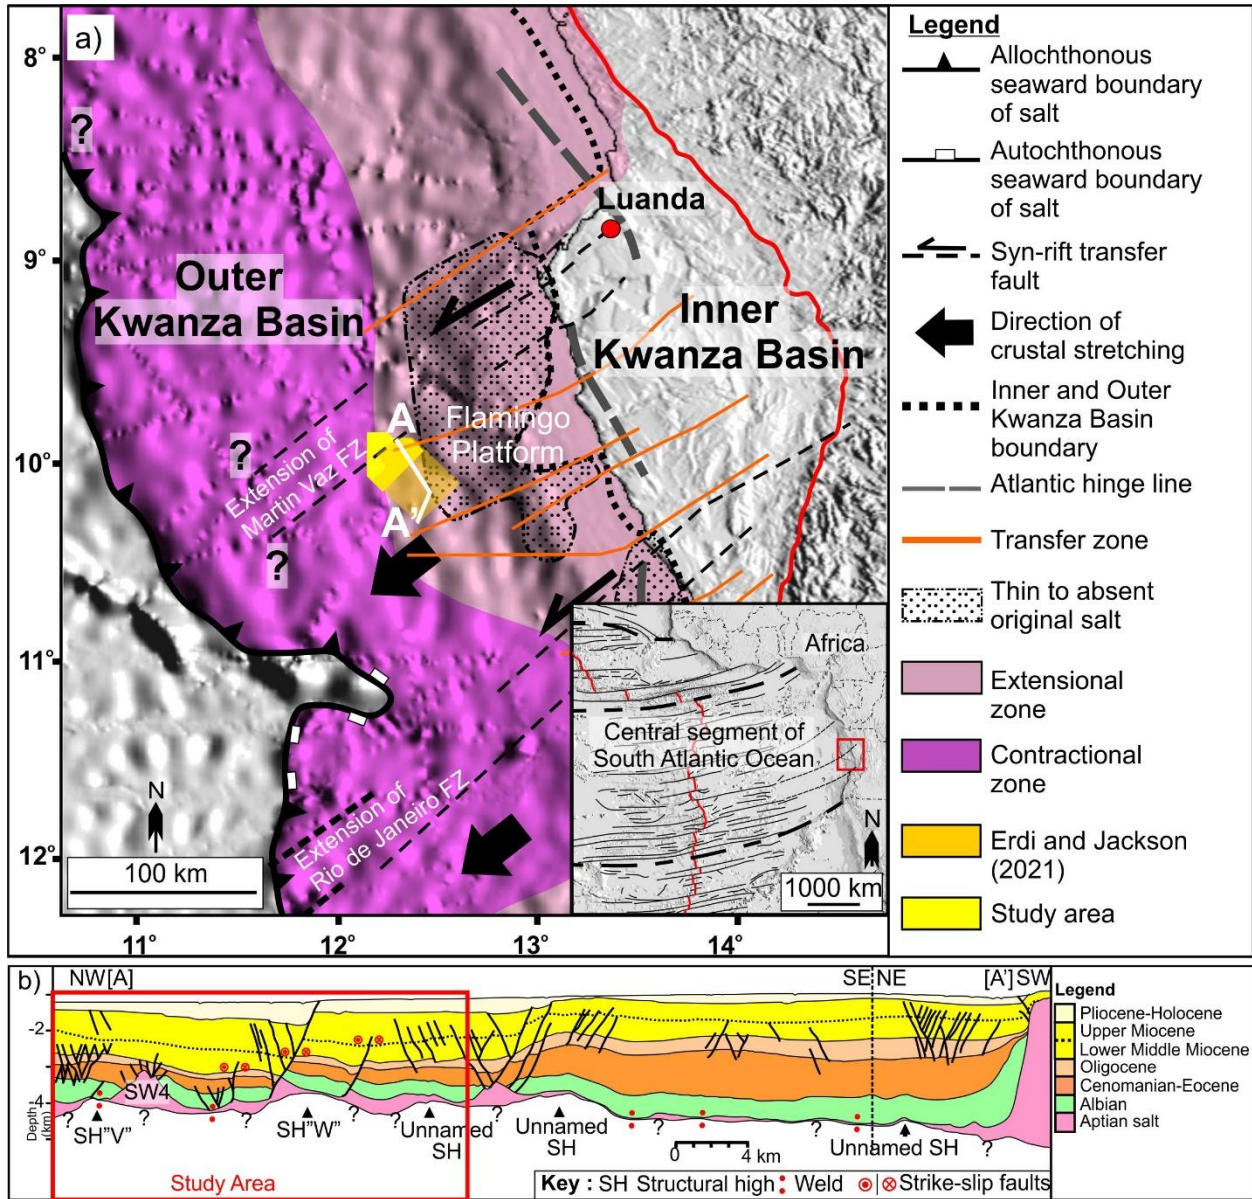 a)
8°
9°
10°
11°
12°
11°
12°
13°
14°
?
?
?
Outer
Kwanza Basin
Luanda
Inner
Kwanza Basin
Flamingo
Platform
A
A'
Extension of
Martin Vaz FZ
Extension of
Rio de Janeiro FZ
N
100 km
Africa
Central segment of
South Atlantic Ocean
N
1000 km
Legend
Allochthonous
seaward boundary
of salt
Autochthonous
seaward boundary
of salt
Syn-rift transfer
fault
Direction of
crustal stretching
Inner and Outer
Kwanza Basin
boundary
Atlantic hinge line
Transfer zone
Thin to absent
original salt
Extensional
zone
Contractional
zone
Erdi and Jackson
(2021)
Study area
b)
NW[A]
SE NE
[A'] SW
-2
-4
Depth
(km)
SW4
? ? ? ? ? ? ? ? ?
SH"V"
SH"W"
Unnamed
SH
Unnamed
SH
Unnamed SH
0 4 km
Study Area
Key : SH Structural high Weld Strike-slip faults
Legend
Pliocene-Holocene
Upper Miocene
Lower Middle Miocene
Oligocene
Cenomanian-Eocene
Albian
Aptian salt